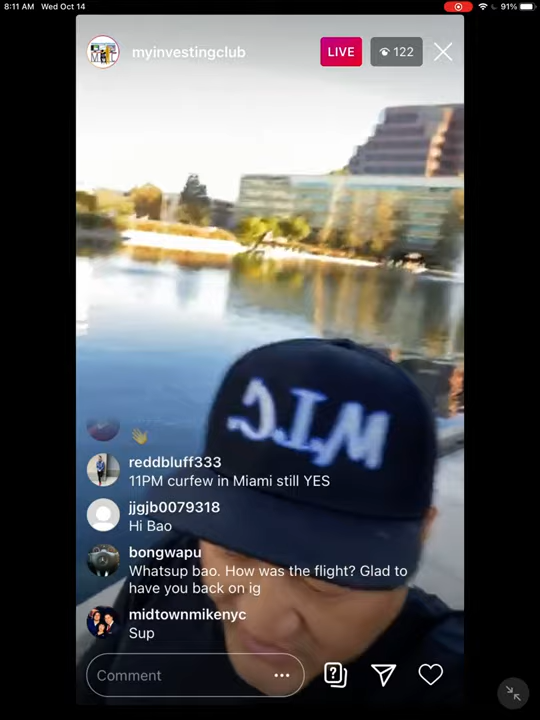 8:11 AM Wed Oct 14
91%
myinvestingclub
LIVE
122
M.I.C.
reddbluff333
11PM curfew in Miami still YES
jjgjb0079318
Hi Bao
bongwapu
Whatsup bao. How was the flight? Glad to
have you back on ig
midtownmikenyc
Sup
Comment